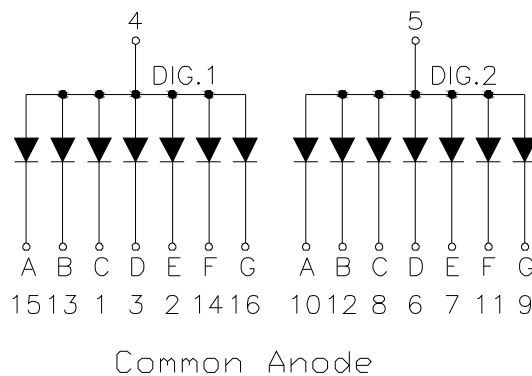 4 5
DIG.1 DIG.2
A B C D E F G A B C D E F G
15 13 1 3 2 14 16 10 12 8 6 7 11 9
Common Anode